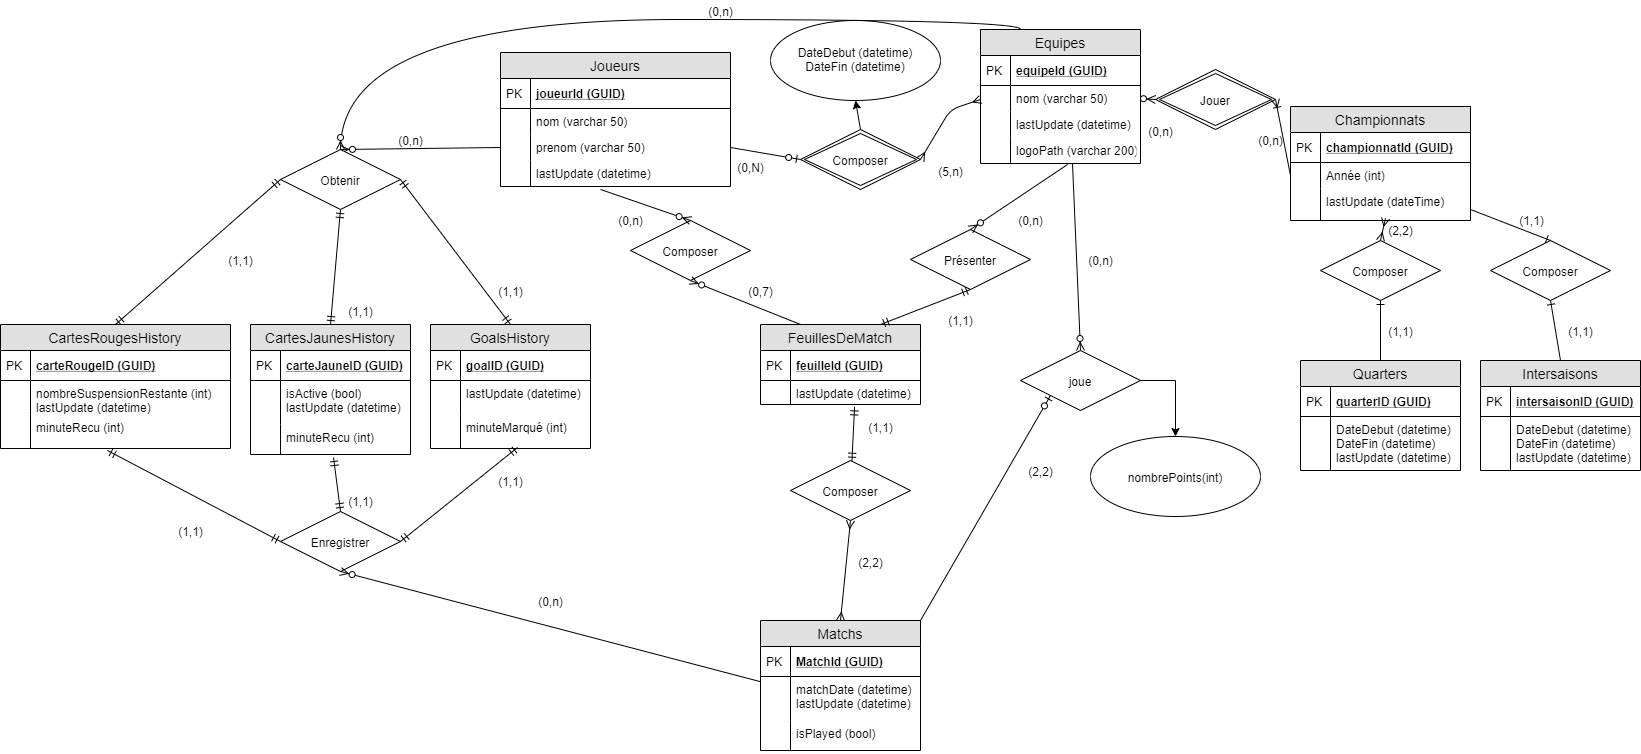 (0,n)
DateDebut (datetime)
DateFin (datetime)
Joueurs
PK joueurId (GUID)
nom (varchar 50)
prenom (varchar 50)
lastUpdate (datetime)
Equipes
PK equipeId (GUID)
nom (varchar 50)
lastUpdate (datetime)
logoPath (varchar 200)
Jouer
(0,n)
(0,n)
Championnats
PK championnatId (GUID)
Année (int)
lastUpdate (dateTime)
(0,n)
Composer
(0,N)
(5,n)
Obtenir
(0,n)
Composer
(0,7)
Présenter
(0,n)
(1,1)
(0,n)
(2,2)
Composer
(1,1)
(1,1)
Composer
(1,1)
(1,1)
(1,1)
(1,1)
CartesRougesHistory
PK carteRougeID (GUID)
nombreSuspensionRestante (int)
lastUpdate (datetime)
minuteRecu (int)
CartesJaunesHistory
PK carteJauneID (GUID)
isActive (bool)
lastUpdate (datetime)
minuteRecu (int)
GoalsHistory
PK goalID (GUID)
lastUpdate (datetime)
minuteMarqué (int)
FeuillesDeMatch
PK feuilleId (GUID)
lastUpdate (datetime)
joue
nombrePoints(int)
Quarters
PK quarterID (GUID)
DateDebut (datetime)
DateFin (datetime)
lastUpdate (datetime)
Intersaisons
PK intersaisonID (GUID)
DateDebut (datetime)
DateFin (datetime)
lastUpdate (datetime)
(1,1)
(1,1)
(1,1)
Enregistrer
(0,n)
(1,1)
Composer
(2,2)
(2,2)
Matchs
PK MatchId (GUID)
matchDate (datetime)
lastUpdate (datetime)
isPlayed (bool)